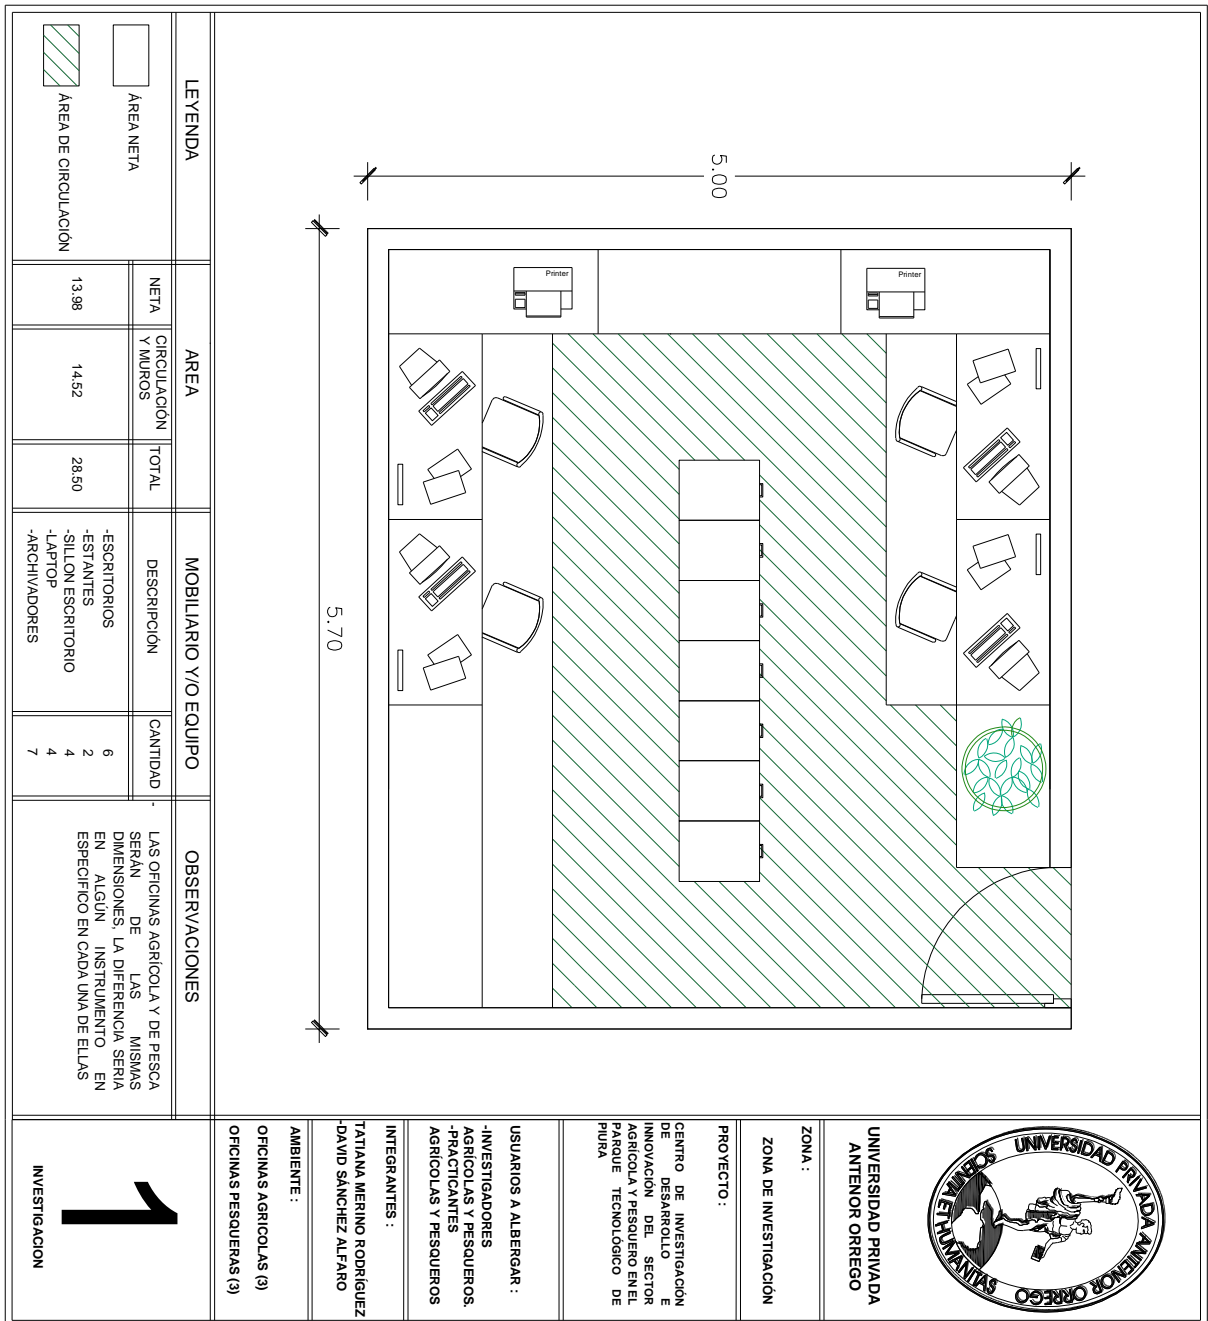 5.00
5.70
Printer
Printer
LEYENDA
ÁREA NETA
ÁREA DE CIRCULACIÓN
AREA
NETA
CIRCULACIÓN
Y MUROS
TOTAL
13.98
14.52
28.50
MOBILIARIO Y/O EQUIPO
DESCRIPCIÓN
CANTIDAD
-ESCRITORIOS 6
-ESTANTES 2
-SILLON ESCRITORIO 4
-LAPTOP 4
-ARCHIVADORES 7
OBSERVACIONES
- LAS OFICINAS AGRÍCOLA Y DE PESCA
SERÁN DE LAS MISMAS
DIMENSIONES, LA DIFERENCIA SERIA
EN ALGÚN INSTRUMENTO EN
ESPECIFICO EN CADA UNA DE ELLAS
UNIVERSIDAD PRIVADA ANTENOR ORREGO
SCIENTIA ET HUMANITAS
UNIVERSIDAD PRIVADA
ANTENOR ORREGO
ZONA :
ZONA DE INVESTIGACIÓN
PROYECTO :
CENTRO DE INVESTIGACIÓN
DE DESARROLLO E
INNOVACIÓN DEL SECTOR
AGRÍCOLA Y PESQUERO EN EL
PARQUE TECNOLÓGICO DE
PIURA
USUARIOS A ALBERGAR :
-INVESTIGADORES
AGRÍCOLAS Y PESQUEROS.
-PRACTICANTES
AGRÍCOLAS Y PESQUEROS
INTEGRANTES :
TATIANA MERINO RODRÍGUEZ
-DAVID SÁNCHEZ ALFARO
AMBIENTE :
OFICINAS AGRICOLAS (3)
OFICINAS PESQUERAS (3)
1
INVESTIGACION